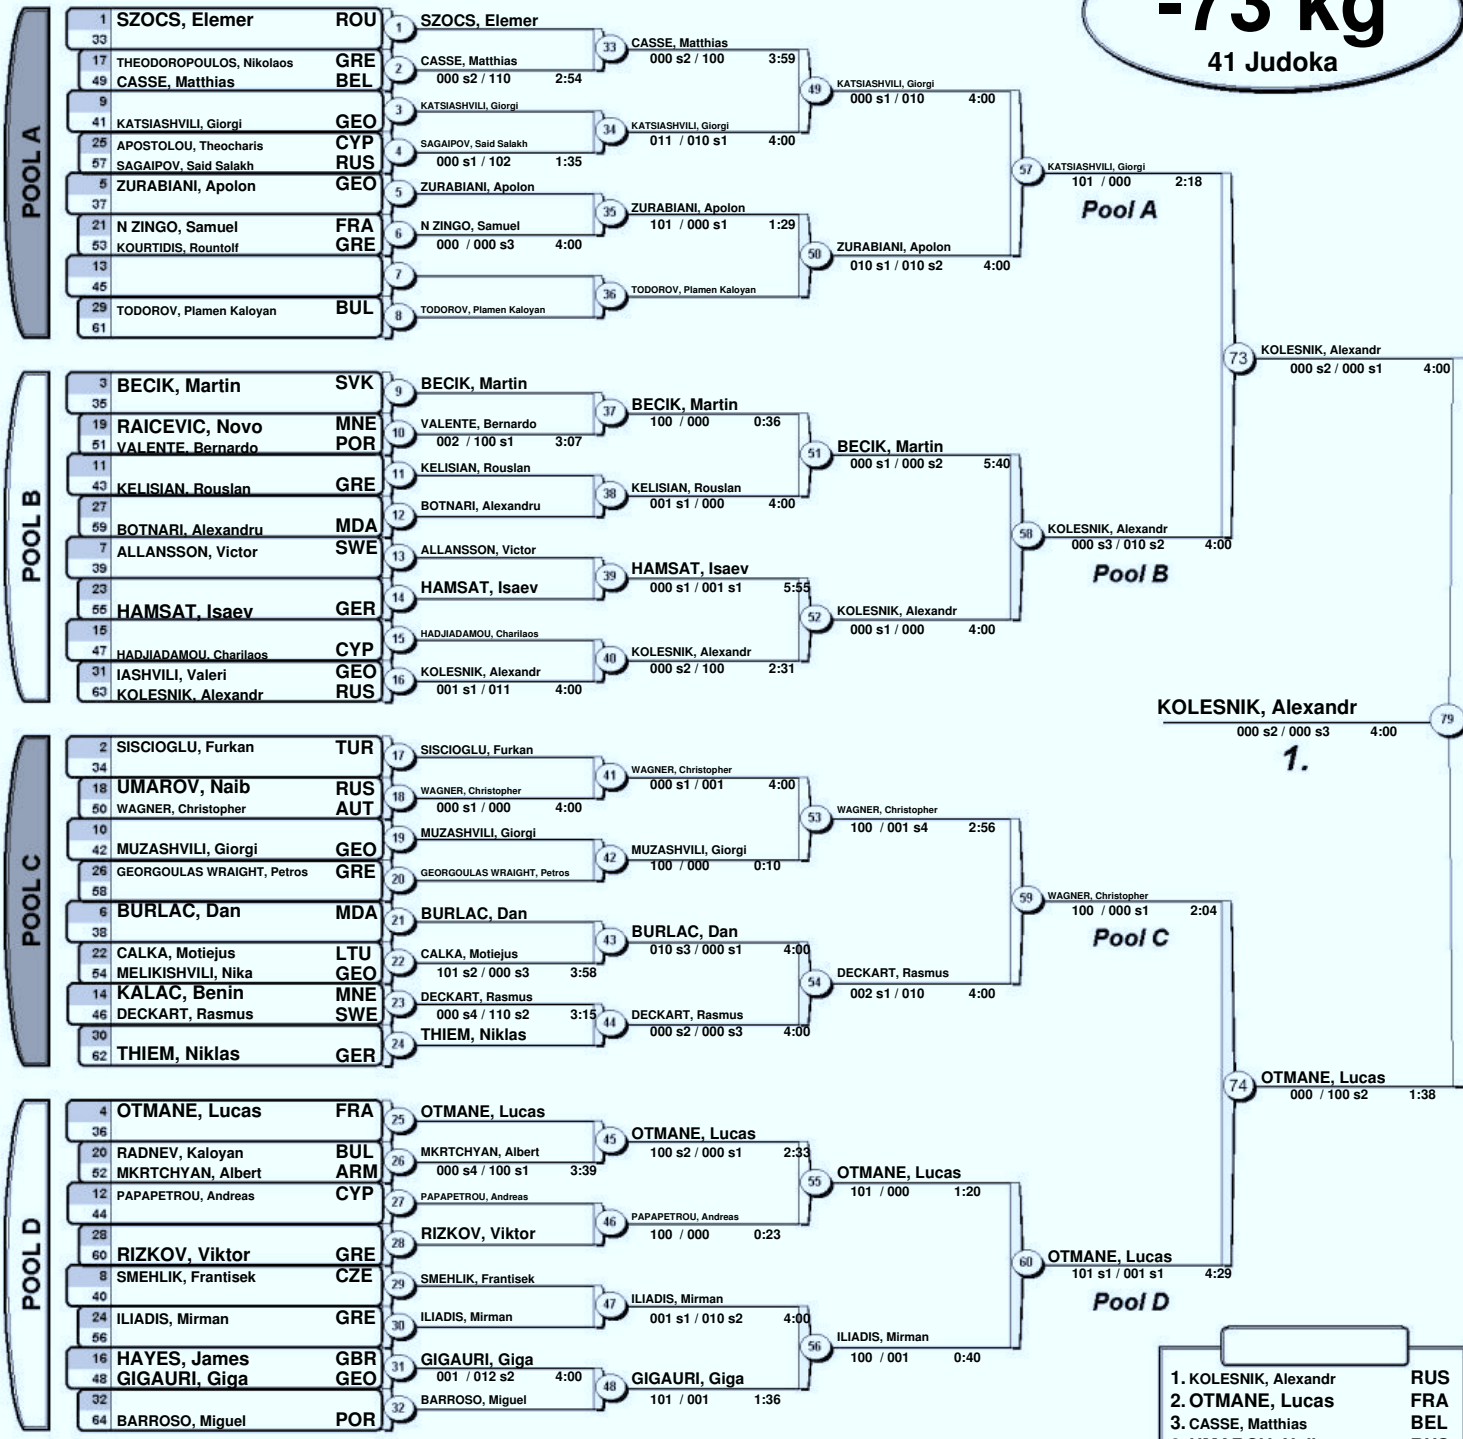 -73 kg
41 Judoka
POOL A
1 SZOCS, Elemer ROU
33
17 THEODOROPOULOS, Nikolaos GRE
49 CASSE, Matthias BEL
9
41 KATSIASHVILI, Giorgi GEO
25 APOSTOLOU, Theocharis CYP
57 SAGAIPOV, Said Salakh RUS
5 ZURABIANI, Apolon GEO
37
21 N ZINGO, Samuel FRA
53 KOURTIDIS, Rountolf GRE
13
45
29 TODOROV, Plamen Kaloyan BUL
61
1 SZOCS, Elemer
2 CASSE, Matthias
000 s2 / 110 2:54
3 KATSIASHVILI, Giorgi
4 SAGAIPOV, Said Salakh
000 s1 / 102 1:35
5 ZURABIANI, Apolon
6 N ZINGO, Samuel
000 / 000 s3 4:00
7
8 TODOROV, Plamen Kaloyan
33 CASSE, Matthias
000 s2 / 100 3:59
34 KATSIASHVILI, Giorgi
011 / 010 s1 4:00
35 ZURABIANI, Apolon
101 / 000 s1 1:29
36 TODOROV, Plamen Kaloyan
49 KATSIASHVILI, Giorgi
000 s1 / 010 4:00
50 ZURABIANI, Apolon
010 s1 / 010 s2 4:00
57 KATSIASHVILI, Giorgi
101 / 000 2:18
Pool A
POOL B
3 BECIK, Martin SVK
35
19 RAICEVIC, Novo MNE
51 VALENTE, Bernardo POR
11
43 KELISIAN, Rouslan GRE
27
59 BOTNARI, Alexandru MDA
7 ALLANSSON, Victor SWE
39
23
55 HAMSAT, Isaev GER
15
47 HADJIADAMOU, Charilaos CYP
31 IASHVILI, Valeri GEO
63 KOLESNIK, Alexandr RUS
9 BECIK, Martin
10 VALENTE, Bernardo
002 / 100 s1 3:07
11 KELISIAN, Rouslan
12 BOTNARI, Alexandru
13 ALLANSSON, Victor
14 HAMSAT, Isaev
15 HADJIADAMOU, Charilaos
16 KOLESNIK, Alexandr
001 s1 / 011 4:00
37 BECIK, Martin
100 / 000 0:36
38 KELISIAN, Rouslan
001 s1 / 000 4:00
39 HAMSAT, Isaev
000 s1 / 001 s1 5:55
40 KOLESNIK, Alexandr
000 s2 / 100 2:31
51 BECIK, Martin
000 s1 / 000 s2 5:40
52 KOLESNIK, Alexandr
000 s1 / 000 4:00
58 KOLESNIK, Alexandr
000 s3 / 010 s2 4:00
Pool B
73 KOLESNIK, Alexandr
000 s2 / 000 s1 4:00
KOLESNIK, Alexandr 79
000 s2 / 000 s3 4:00
1.
POOL C
2 SISCIOGLU, Furkan TUR
34
18 UMAROV, Naib RUS
50 WAGNER, Christopher AUT
10
42 MUZASHVILI, Giorgi GEO
26 GEORGOULAS WRAIGHT, Petros GRE
58
6 BURLAC, Dan MDA
38
22 CALKA, Motiejus LTU
54 MELIKISHVILI, Nika GEO
14 KALAC, Benin MNE
46 DECKART, Rasmus SWE
30
62 THIEM, Niklas GER
17 SISCIOGLU, Furkan
18 WAGNER, Christopher
000 s1 / 000 4:00
19 MUZASHVILI, Giorgi
20 GEORGOULAS WRAIGHT, Petros
21 BURLAC, Dan
22 CALKA, Motiejus
101 s2 / 000 s3 3:58
23 DECKART, Rasmus
000 s4 / 110 s2 3:15
24 THIEM, Niklas
41 WAGNER, Christopher
000 s1 / 001 4:00
42 MUZASHVILI, Giorgi
100 / 000 0:10
43 BURLAC, Dan
010 s3 / 000 s1 4:00
44 DECKART, Rasmus
000 s2 / 000 s3 4:00
53 WAGNER, Christopher
100 / 001 s4 2:56
54 DECKART, Rasmus
002 s1 / 010 4:00
59 WAGNER, Christopher
100 / 000 s1 2:04
Pool C
74 OTMANE, Lucas
000 / 100 s2 1:38
POOL D
4 OTMANE, Lucas FRA
36
20 RADNEV, Kaloyan BUL
52 MKRTCHYAN, Albert ARM
12 PAPAPETROU, Andreas CYP
44
28
60 RIZKOV, Viktor GRE
8 SMEHLIK, Frantisek CZE
40
24 ILIADIS, Mirman GRE
56
16 HAYES, James GBR
48 GIGAURI, Giga GEO
32
64 BARROSO, Miguel POR
25 OTMANE, Lucas
26 MKRTCHYAN, Albert
000 s4 / 100 s1 3:39
27 PAPAPETROU, Andreas
28 RIZKOV, Viktor
29 SMEHLIK, Frantisek
30 ILIADIS, Mirman
31 GIGAURI, Giga
001 / 012 s2 4:00
32 BARROSO, Miguel
45 OTMANE, Lucas
100 s2 / 000 s1 2:33
46 PAPAPETROU, Andreas
100 / 000 0:23
47 ILIADIS, Mirman
001 s1 / 010 s2 4:00
48 GIGAURI, Giga
101 / 001 1:36
55 OTMANE, Lucas
101 / 000 1:20
56 ILIADIS, Mirman
100 / 001 0:40
60 OTMANE, Lucas
101 s1 / 001 s1 4:29
Pool D
1. KOLESNIK, Alexandr RUS
2. OTMANE, Lucas FRA
3. CASSE, Matthias BEL